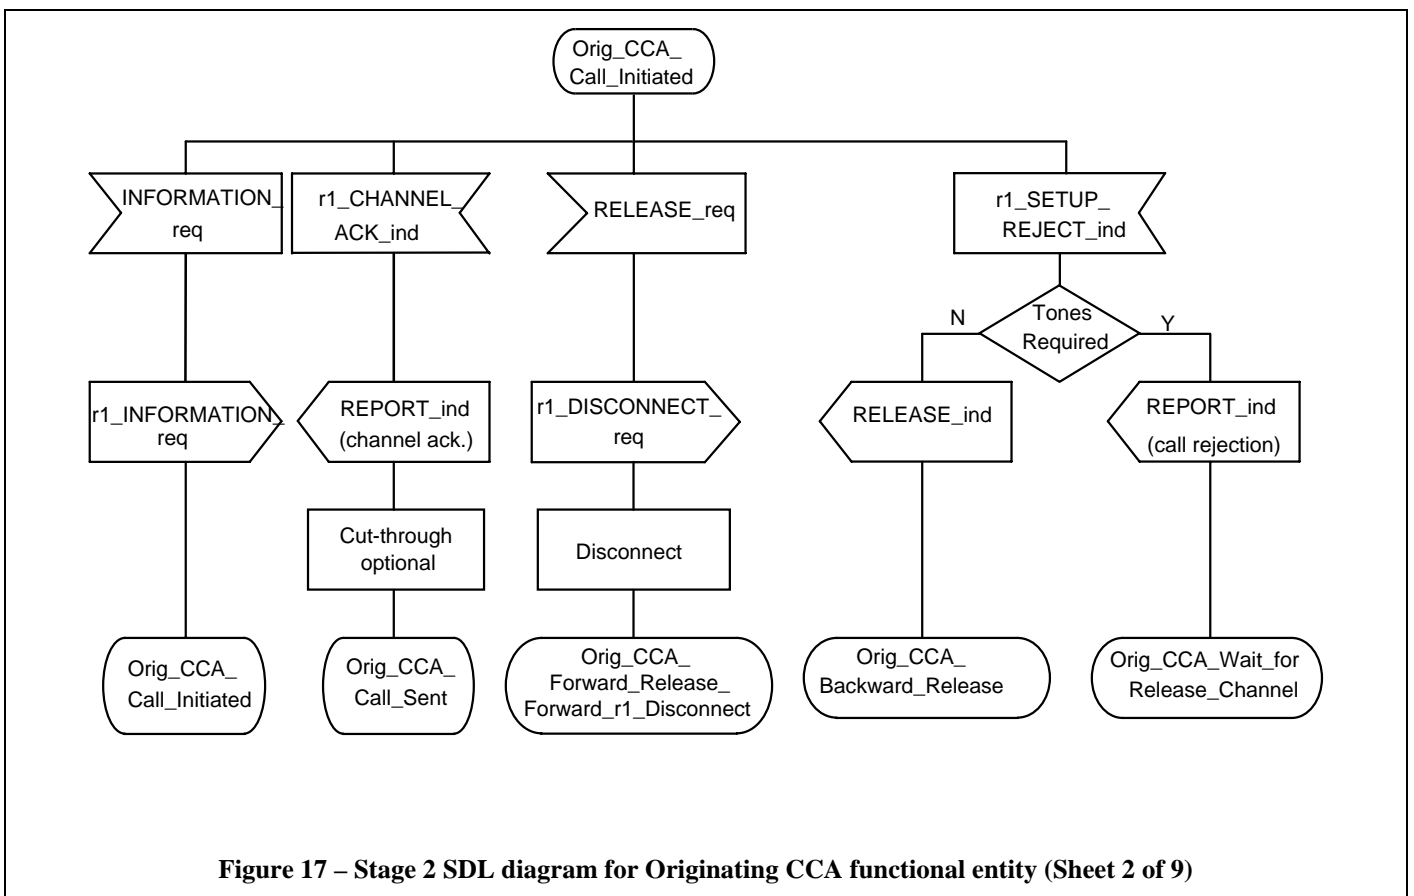 Orig_CCA_
Call_Initiated
INFORMATION_
req
r1_CHANNEL_
ACK_ind
RELEASE_req
r1_SETUP_
REJECT_ind
N
Tones
Required
Y
r1_INFORMATION_
req
REPORT_ind
(channel ack.)
r1_DISCONNECT_
req
RELEASE_ind
REPORT_ind
(call rejection)
Cut-through
optional
Disconnect
Orig_CCA_
Call_Initiated
Orig_CCA_
Call_Sent
Orig_CCA_
Forward_Release_
Forward_r1_Disconnect
Orig_CCA_
Backward_Release
Orig_CCA_Wait_for
Release_Channel
Figure 17 – Stage 2 SDL diagram for Originating CCA functional entity (Sheet 2 of 9)